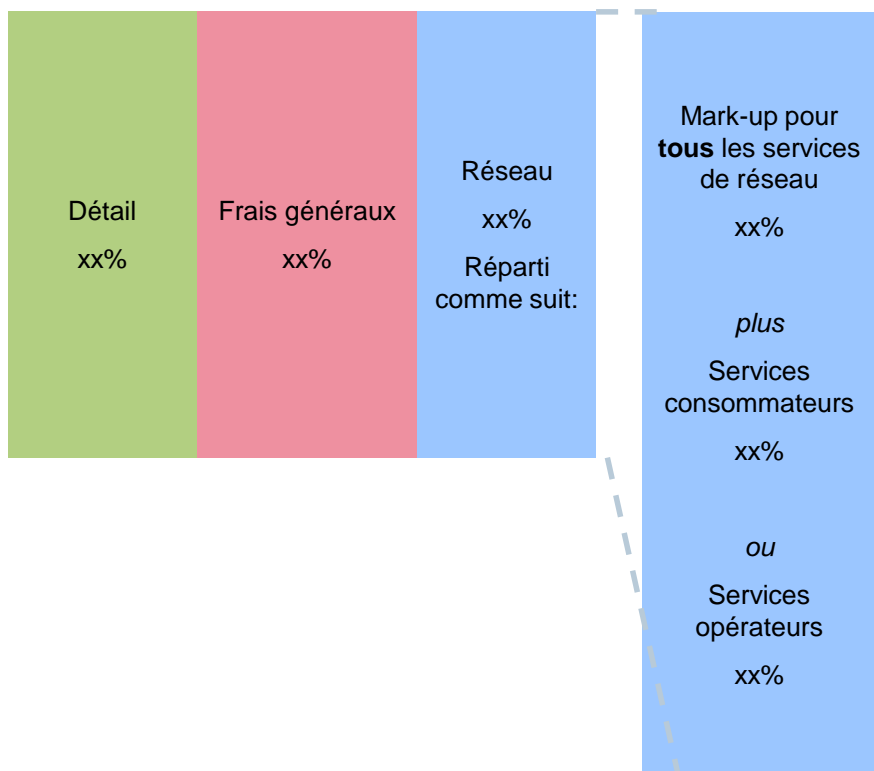 Détail
xx%
Frais généraux
xx%
Réseau
xx%
Réparti
comme suit:
Mark-up pour
tous les services
de réseau
xx%
plus
Services
consommateurs
xx%
ou
Services
opérateurs
xx%